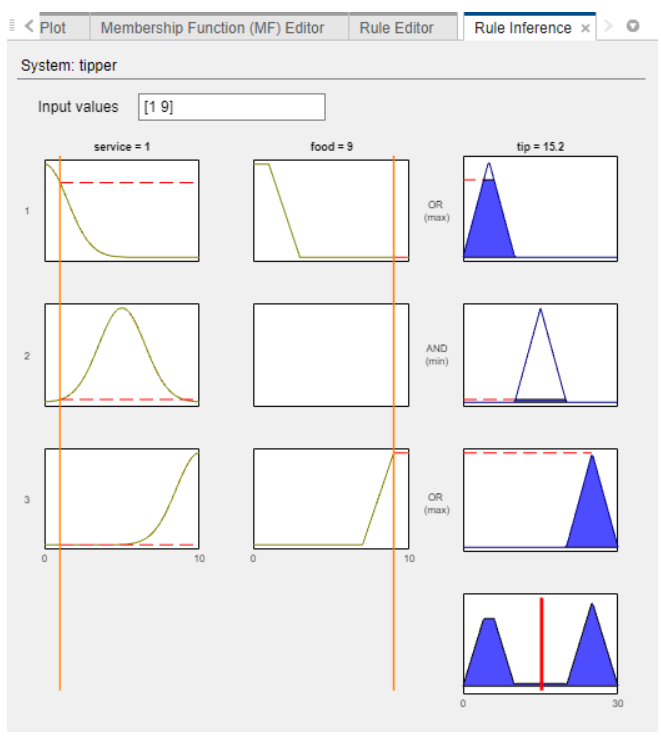 Plot Membership Function (MF) Editor Rule Editor Rule Inference
System: tipper
Input values [1 9]
service = 1 food = 9 tip = 15.2
1 OR
(max)
2 AND
(min)
3 OR
(max)
0 10 0 10
0 30